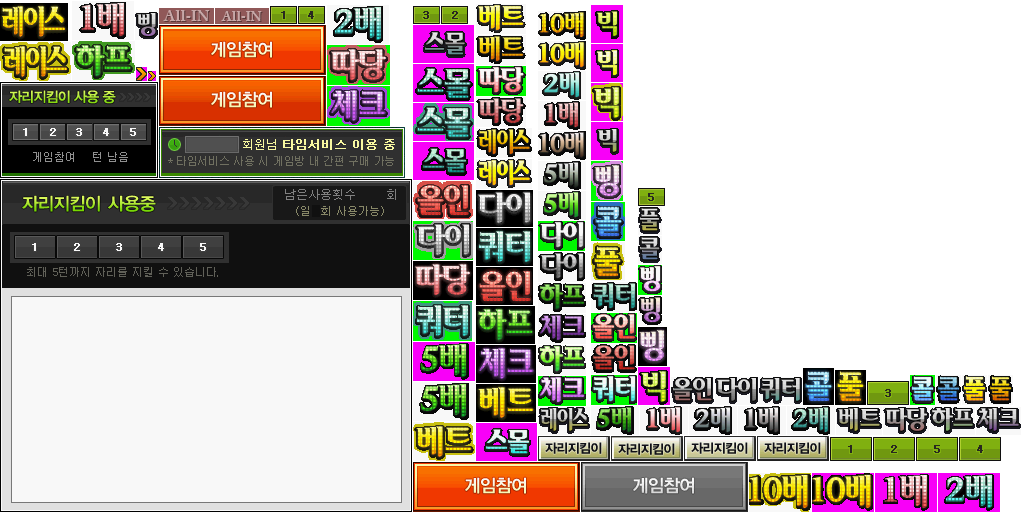 레이스 1배 삥 All-IN All-IN 1 4 2배
레이스 하프 게임참여 따당
게임참여 체크
자리지킴이 사용 중
1 2 3 4 5
게임참여 턴 남음
회원님 타임서비스 이용 중
* 타임서비스 사용 시 게임방 내 간편 구매 가능
자리지킴이 사용중
남은사용횟수 회
(일 회 사용가능)
1 2 3 4 5
최대 5턴까지 자리를 지킬 수 있습니다.
3 2 베트 10배 빅
스몰 베트 10배 빅
스몰 따당 2배 빅
스몰 따당 1배 빅
스몰 레이스 10배 삥
레이스 5배
올인 다이 5배 콜
다이 쿼터 다이 풀
따당 올인 다이 쿼터
쿼터 하프 하프 올인
5배 체크 체크 올인
5배 베트 하프 쿼터
베트 스몰 체크
5
풀
콜
삥
삥
삥
빅 올인 다이 쿼터 콜 풀 3 콜 콜 풀 풀
레이스 5배 1배 2배 1배 2배 베트 따당 하프 체크
자리지킴이 자리지킴이 자리지킴이 자리지킴이 1 2 5 4
게임참여 게임참여 10배 10배 1배 2배